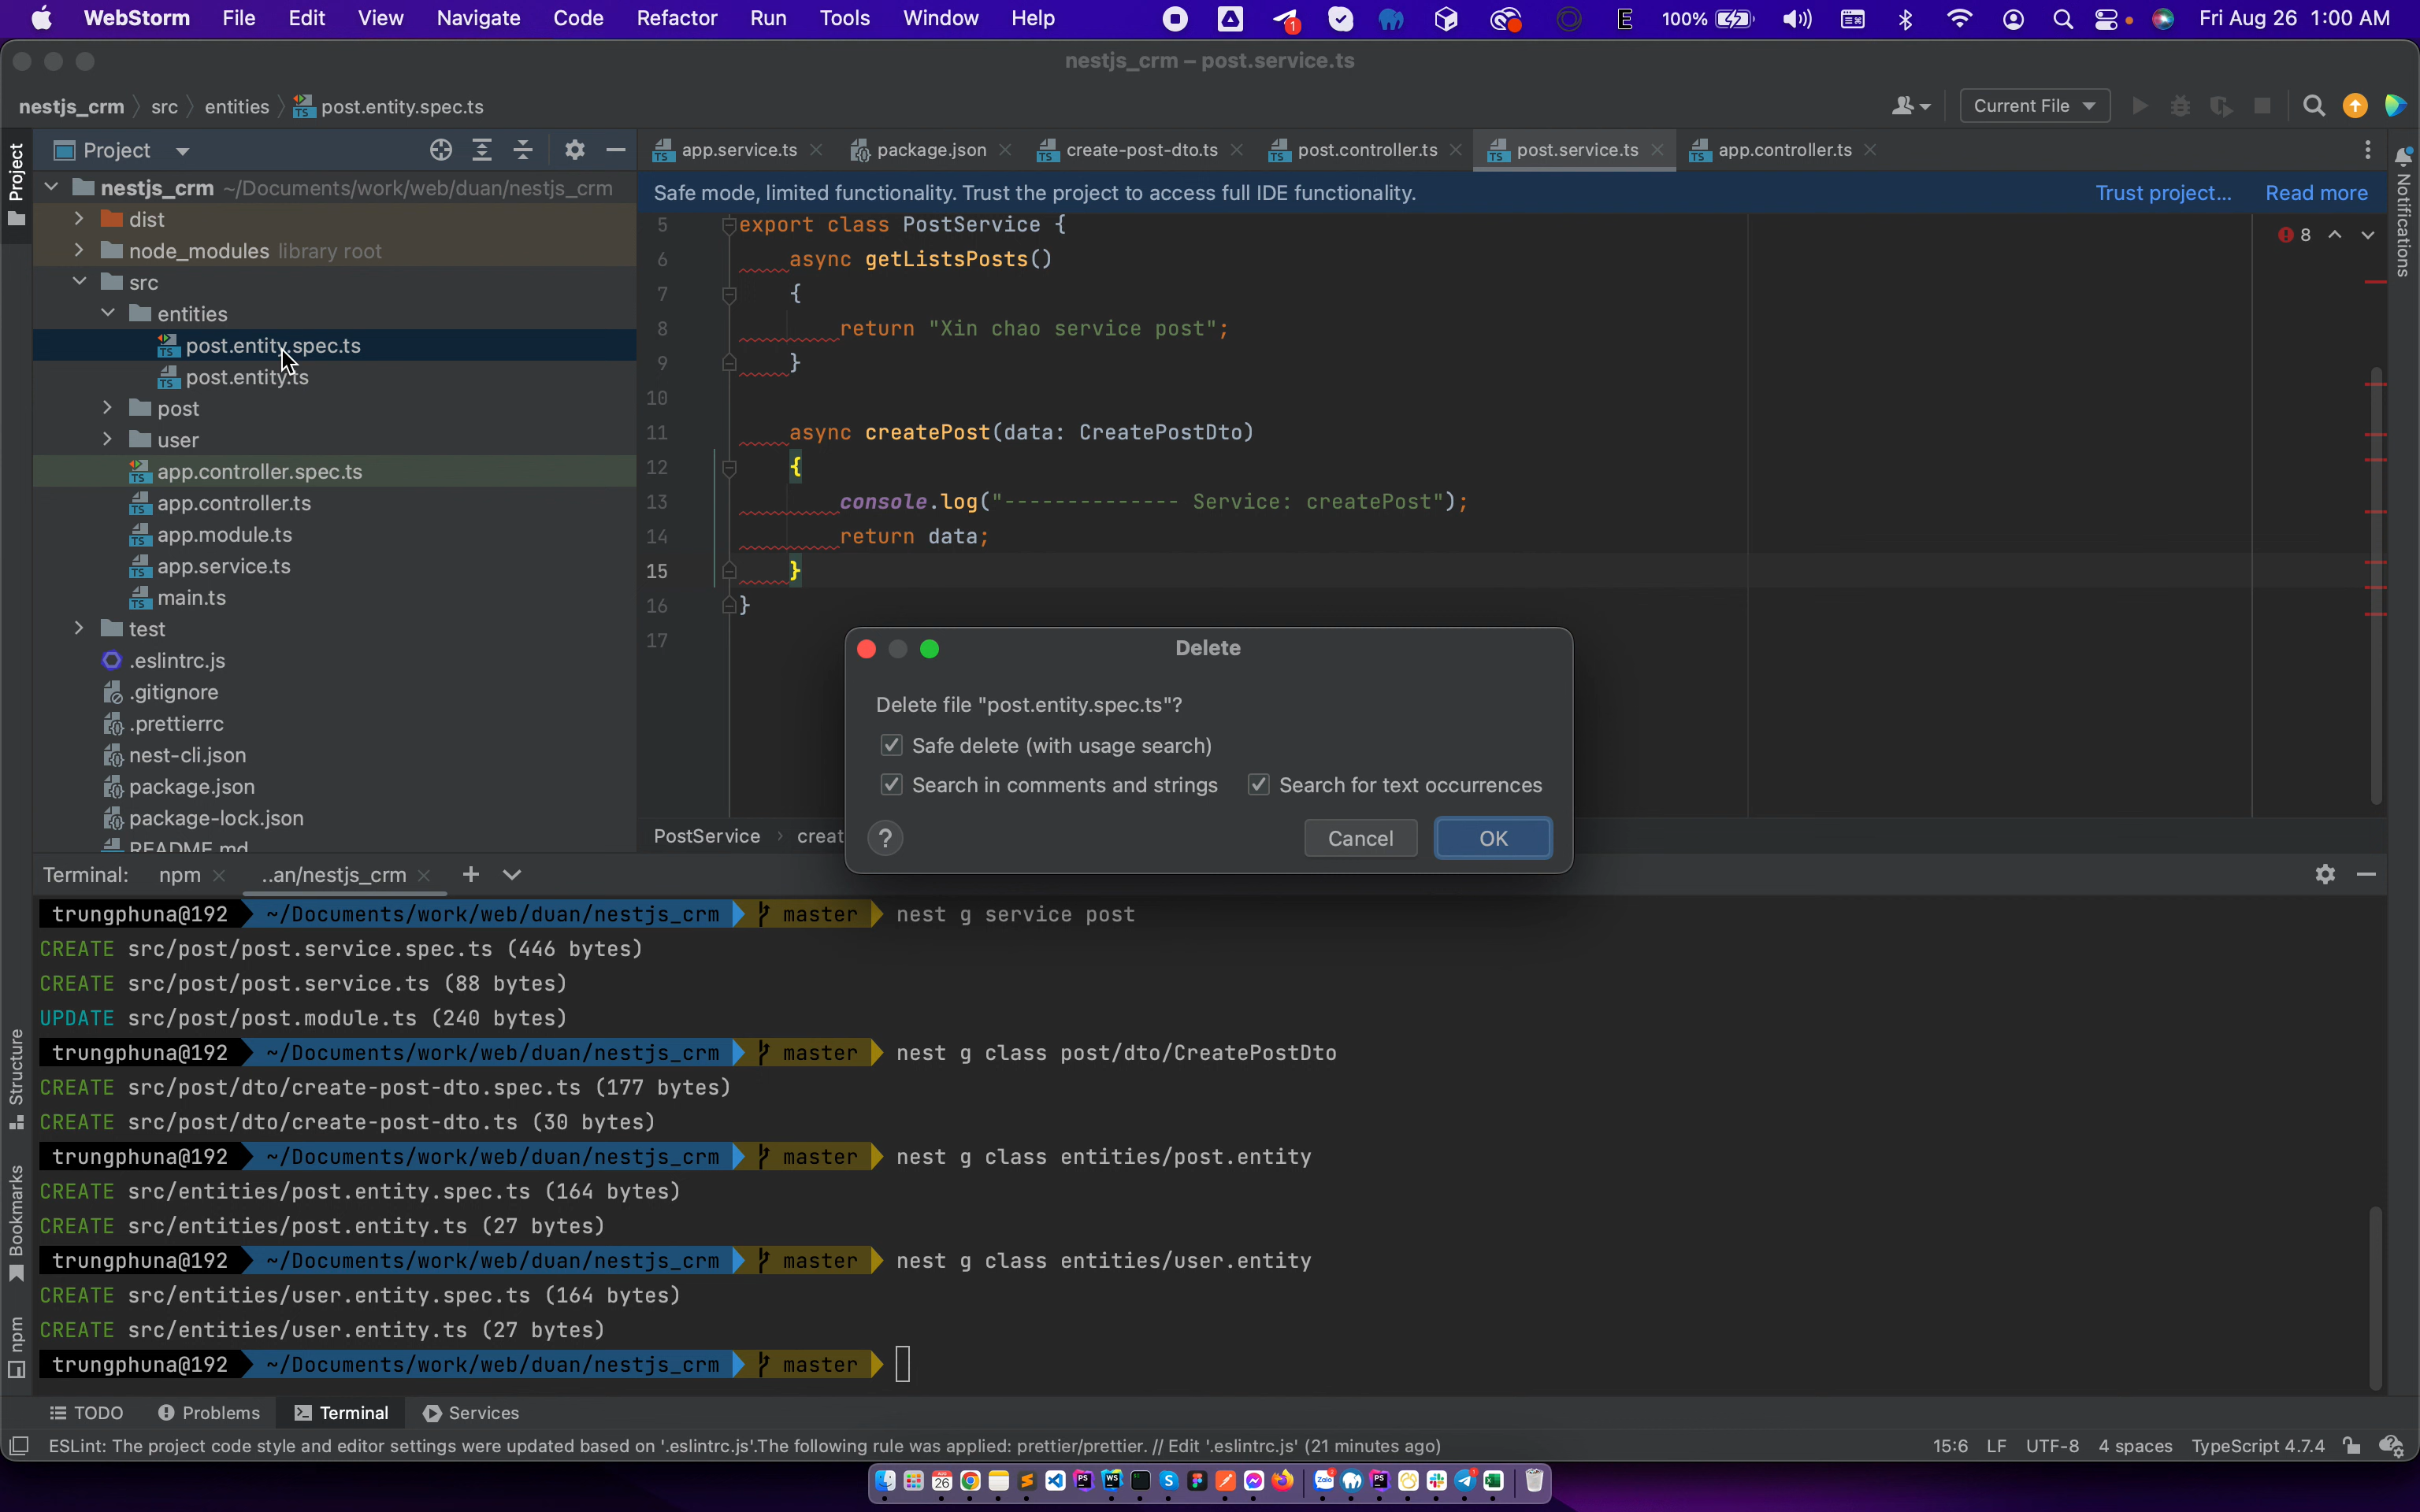 WebStorm File Edit View Navigate Code Refactor Run Tools Window Help 1 E 100% Fri Aug 26 1:00 AM
nestjs_crm – post.service.ts
nestjs_crm src entities post.entity.spec.ts Current File
Project app.service.ts package.json create-post-dto.ts post.controller.ts post.service.ts app.controller.ts
Project
Notifications
nestjs_crm ~/Documents/work/web/duan/nestjs_crm
dist
node_modules library root
src
entities
post.entity.spec.ts
post.entity.ts
post
user
app.controller.spec.ts
app.controller.ts
app.module.ts
app.service.ts
main.ts
test
.eslintrc.js
.gitignore
.prettierrc
nest-cli.json
package.json
package-lock.json
README.md
Safe mode, limited functionality. Trust the project to access full IDE functionality. Trust project... Read more
8
5 export class PostService {
6 async getListsPosts()
7 {
8 return "Xin chao service post";
9 }
10
11 async createPost(data: CreatePostDto)
12 {
13 console.log("-------------- Service: createPost");
14 return data;
15 }
16 }
17
PostService creat
Delete
Delete file "post.entity.spec.ts"?
Safe delete (with usage search)
Search in comments and strings Search for text occurrences
? Cancel OK
Terminal: npm ..an/nestjs_crm
trungphuna@192 ~/Documents/work/web/duan/nestjs_crm master nest g service post
CREATE src/post/post.service.spec.ts (446 bytes)
CREATE src/post/post.service.ts (88 bytes)
UPDATE src/post/post.module.ts (240 bytes)
trungphuna@192 ~/Documents/work/web/duan/nestjs_crm master nest g class post/dto/CreatePostDto
CREATE src/post/dto/create-post-dto.spec.ts (177 bytes)
CREATE src/post/dto/create-post-dto.ts (30 bytes)
trungphuna@192 ~/Documents/work/web/duan/nestjs_crm master nest g class entities/post.entity
CREATE src/entities/post.entity.spec.ts (164 bytes)
CREATE src/entities/post.entity.ts (27 bytes)
trungphuna@192 ~/Documents/work/web/duan/nestjs_crm master nest g class entities/user.entity
CREATE src/entities/user.entity.spec.ts (164 bytes)
CREATE src/entities/user.entity.ts (27 bytes)
trungphuna@192 ~/Documents/work/web/duan/nestjs_crm master
Structure
Bookmarks
npm
TODO Problems Terminal Services
ESLint: The project code style and editor settings were updated based on '.eslintrc.js'.The following rule was applied: prettier/prettier. // Edit '.eslintrc.js' (21 minutes ago) 15:6 LF UTF-8 4 spaces TypeScript 4.7.4
26 PS WS S Zalo PS